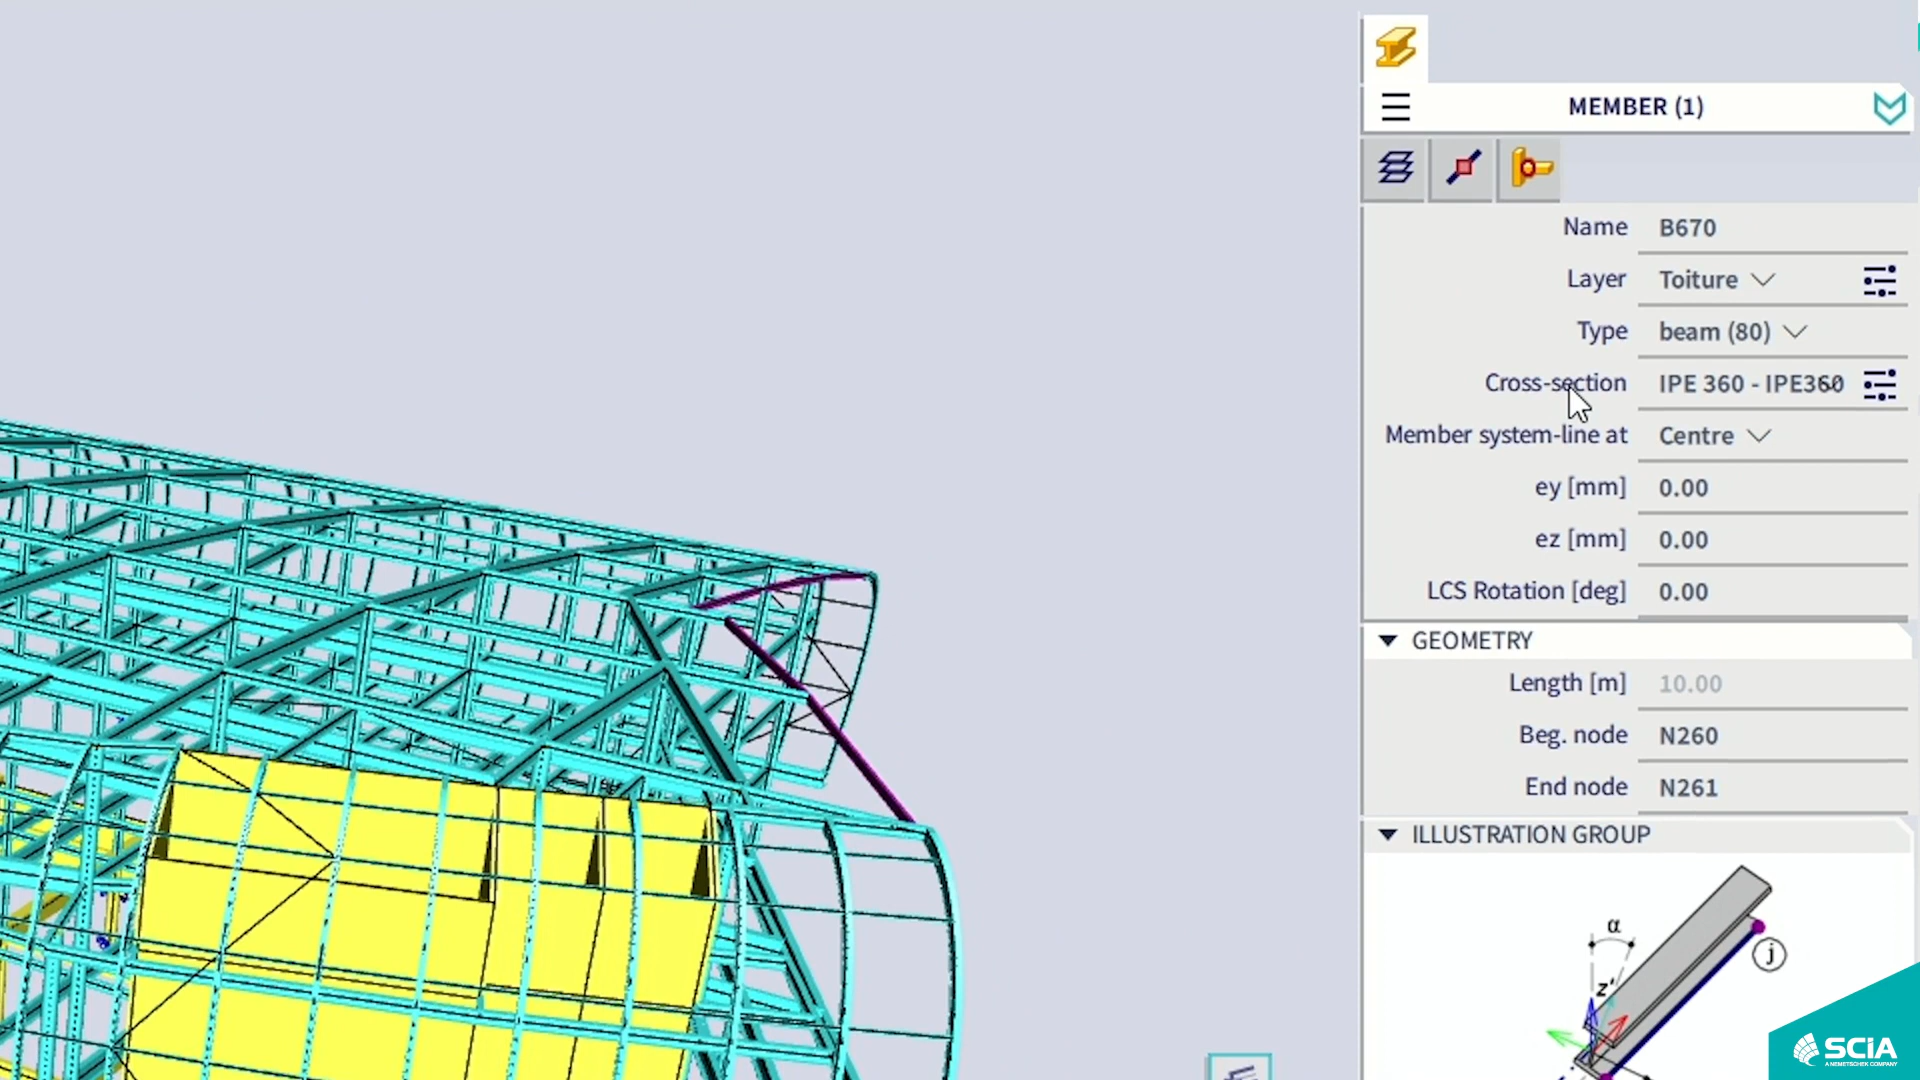 MEMBER (1)
Name B670
Layer Toiture
Type beam (80)
Cross-section IPE 360 - IPE360
Member system-line at Centre
ey [mm] 0.00
ez [mm] 0.00
LCS Rotation [deg] 0.00
GEOMETRY
Length [m] 10.00
Beg. node N260
End node N261
ILLUSTRATION GROUP
α
j
z'
SCIA
A NEMETSCHEK COMPANY